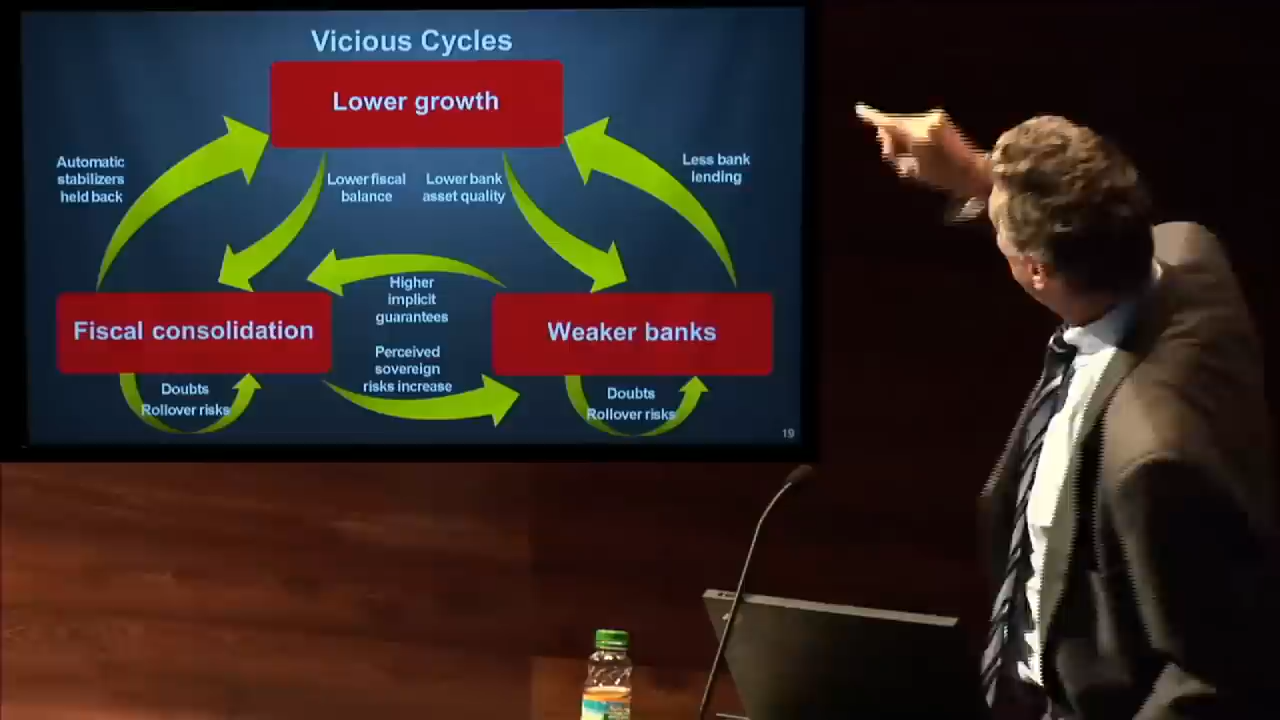 Vicious Cycles
Lower growth
Automatic
stabilizers
held back
Lower fiscal
balance
Lower bank
asset quality
Less bank
lending
Higher
implicit
guarantees
Fiscal consolidation
Weaker banks
Perceived
sovereign
risks increase
Doubts
Rollover risks
Doubts
Rollover risks
19